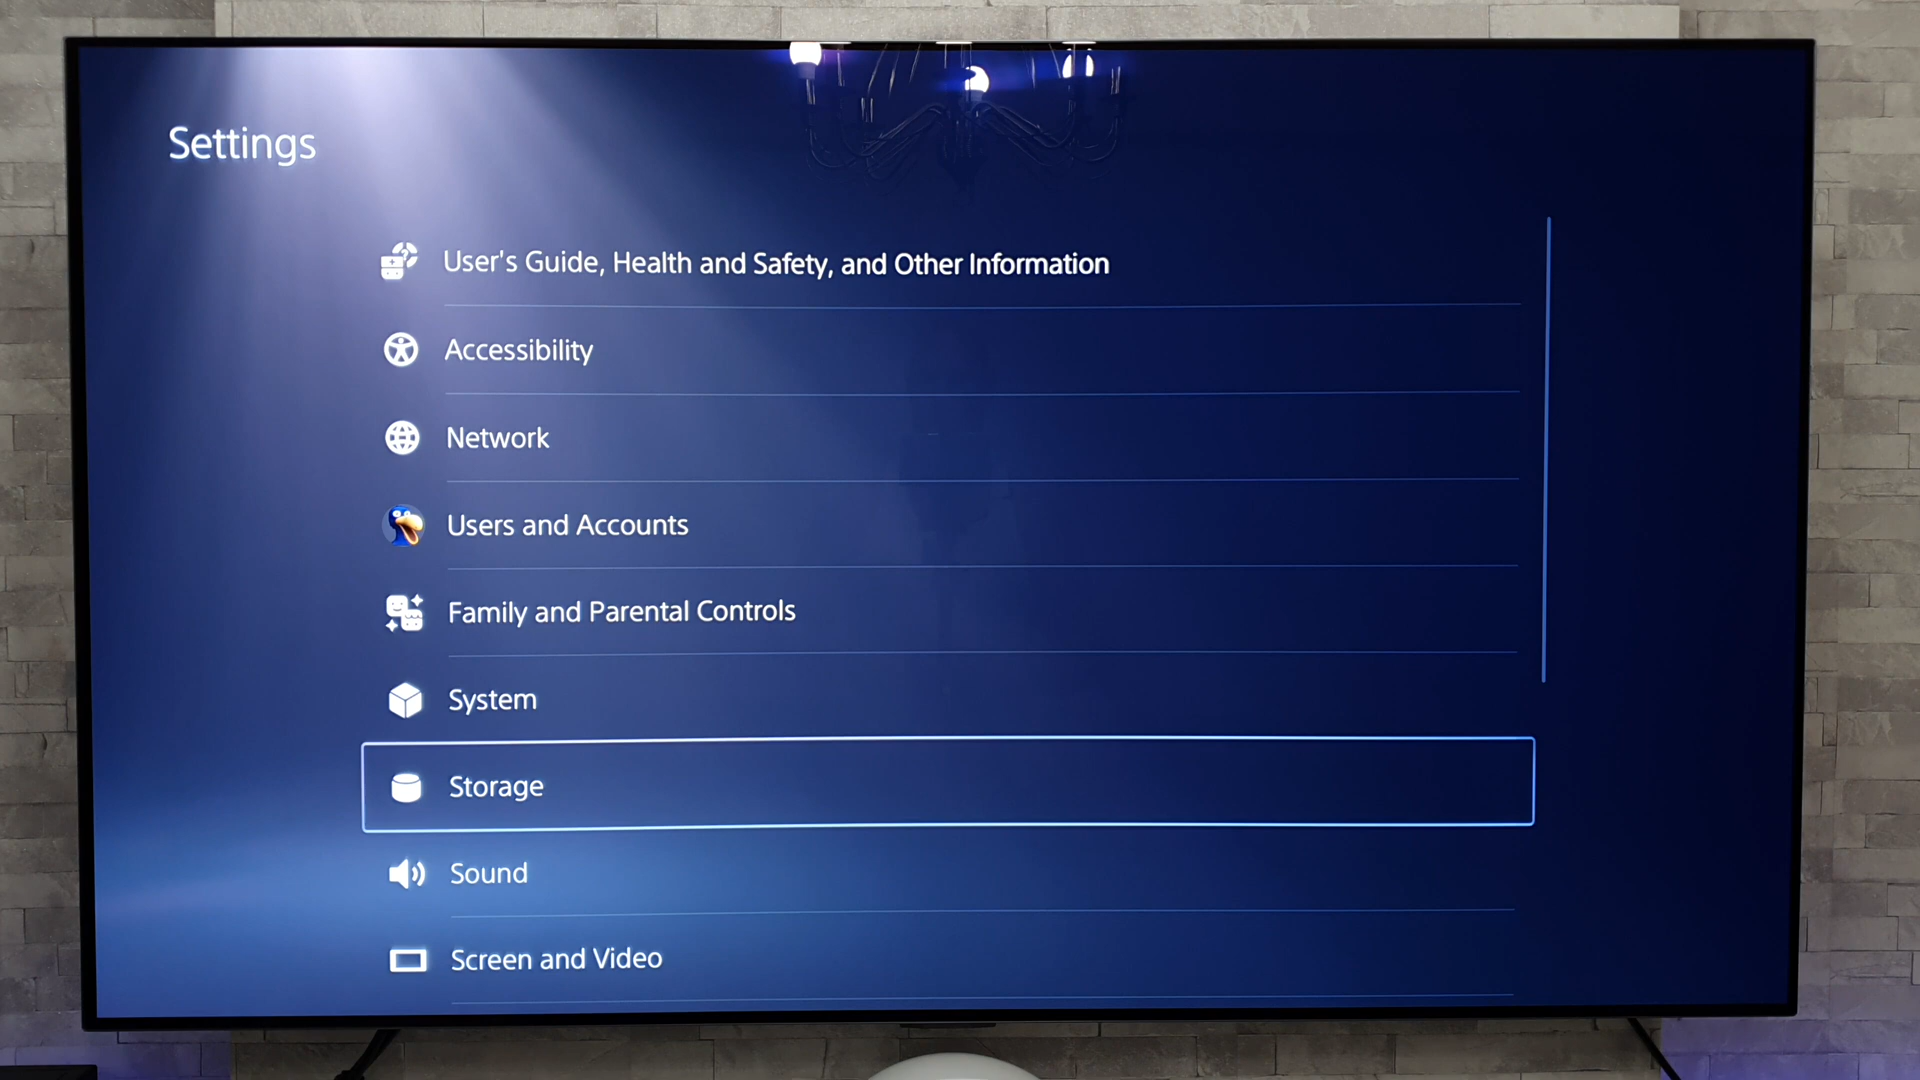 Settings
User's Guide, Health and Safety, and Other Information
Accessibility
Network
Users and Accounts
Family and Parental Controls
System
Storage
Sound
Screen and Video